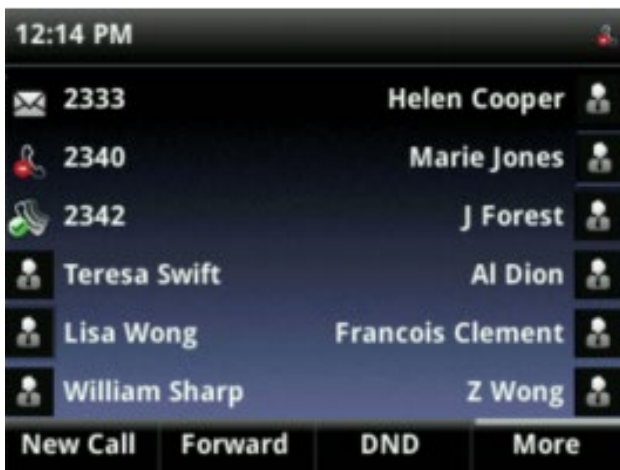 12:14 PM
2333 Helen Cooper
2340 Marie Jones
2342 J Forest
Teresa Swift Al Dion
Lisa Wong Francois Clement
William Sharp Z Wong
New Call Forward DND More